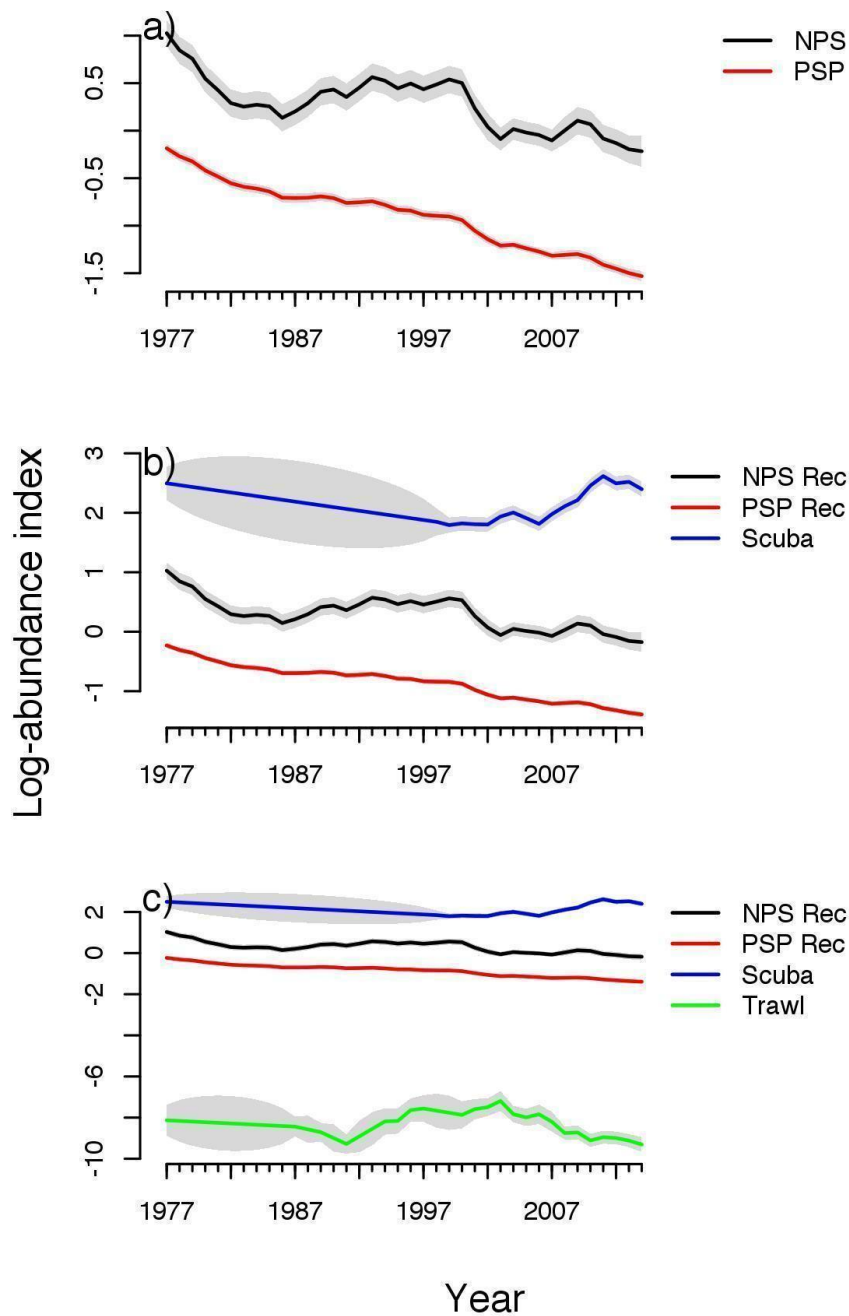 a)
NPS
PSP
0.5
-0.5
-1.5
1977 1987 1997 2007
Log-abundance index
b)
NPS Rec
PSP Rec
Scuba
3
2
1
0
-1
1977 1987 1997 2007
c)
NPS Rec
PSP Rec
Scuba
Trawl
2
0
-2
-6
-10
1977 1987 1997 2007
Year